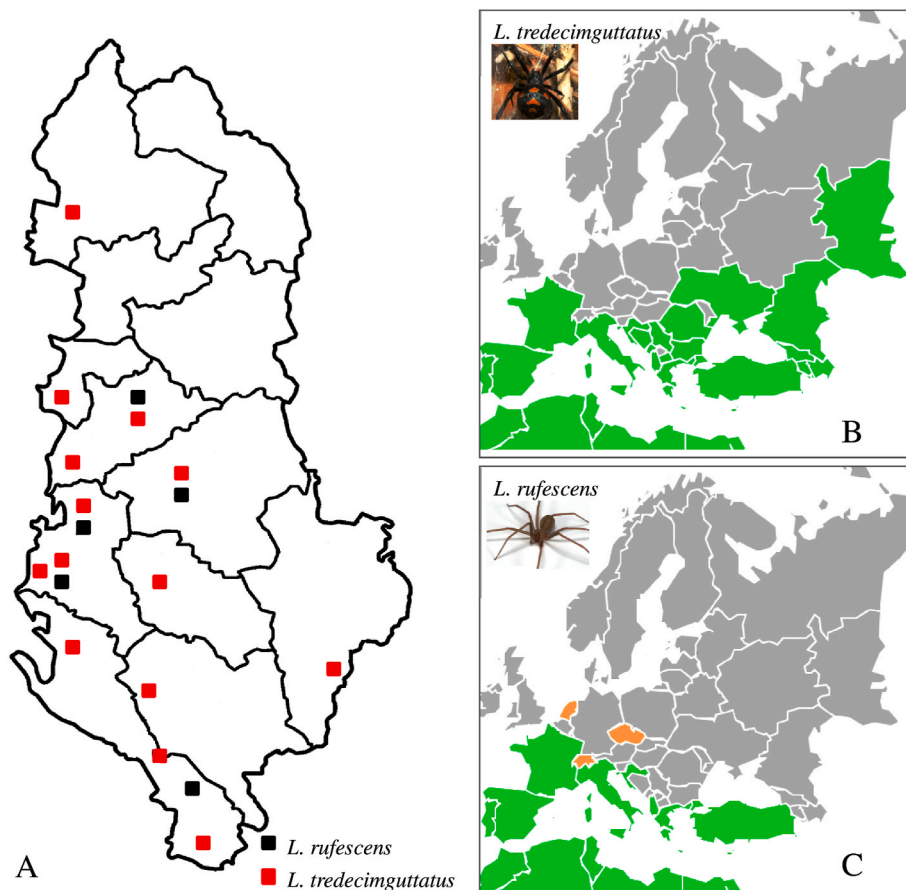 A
L. rufescens
L. tredecimguttatus
L. tredecimguttatus
B
L. rufescens
C